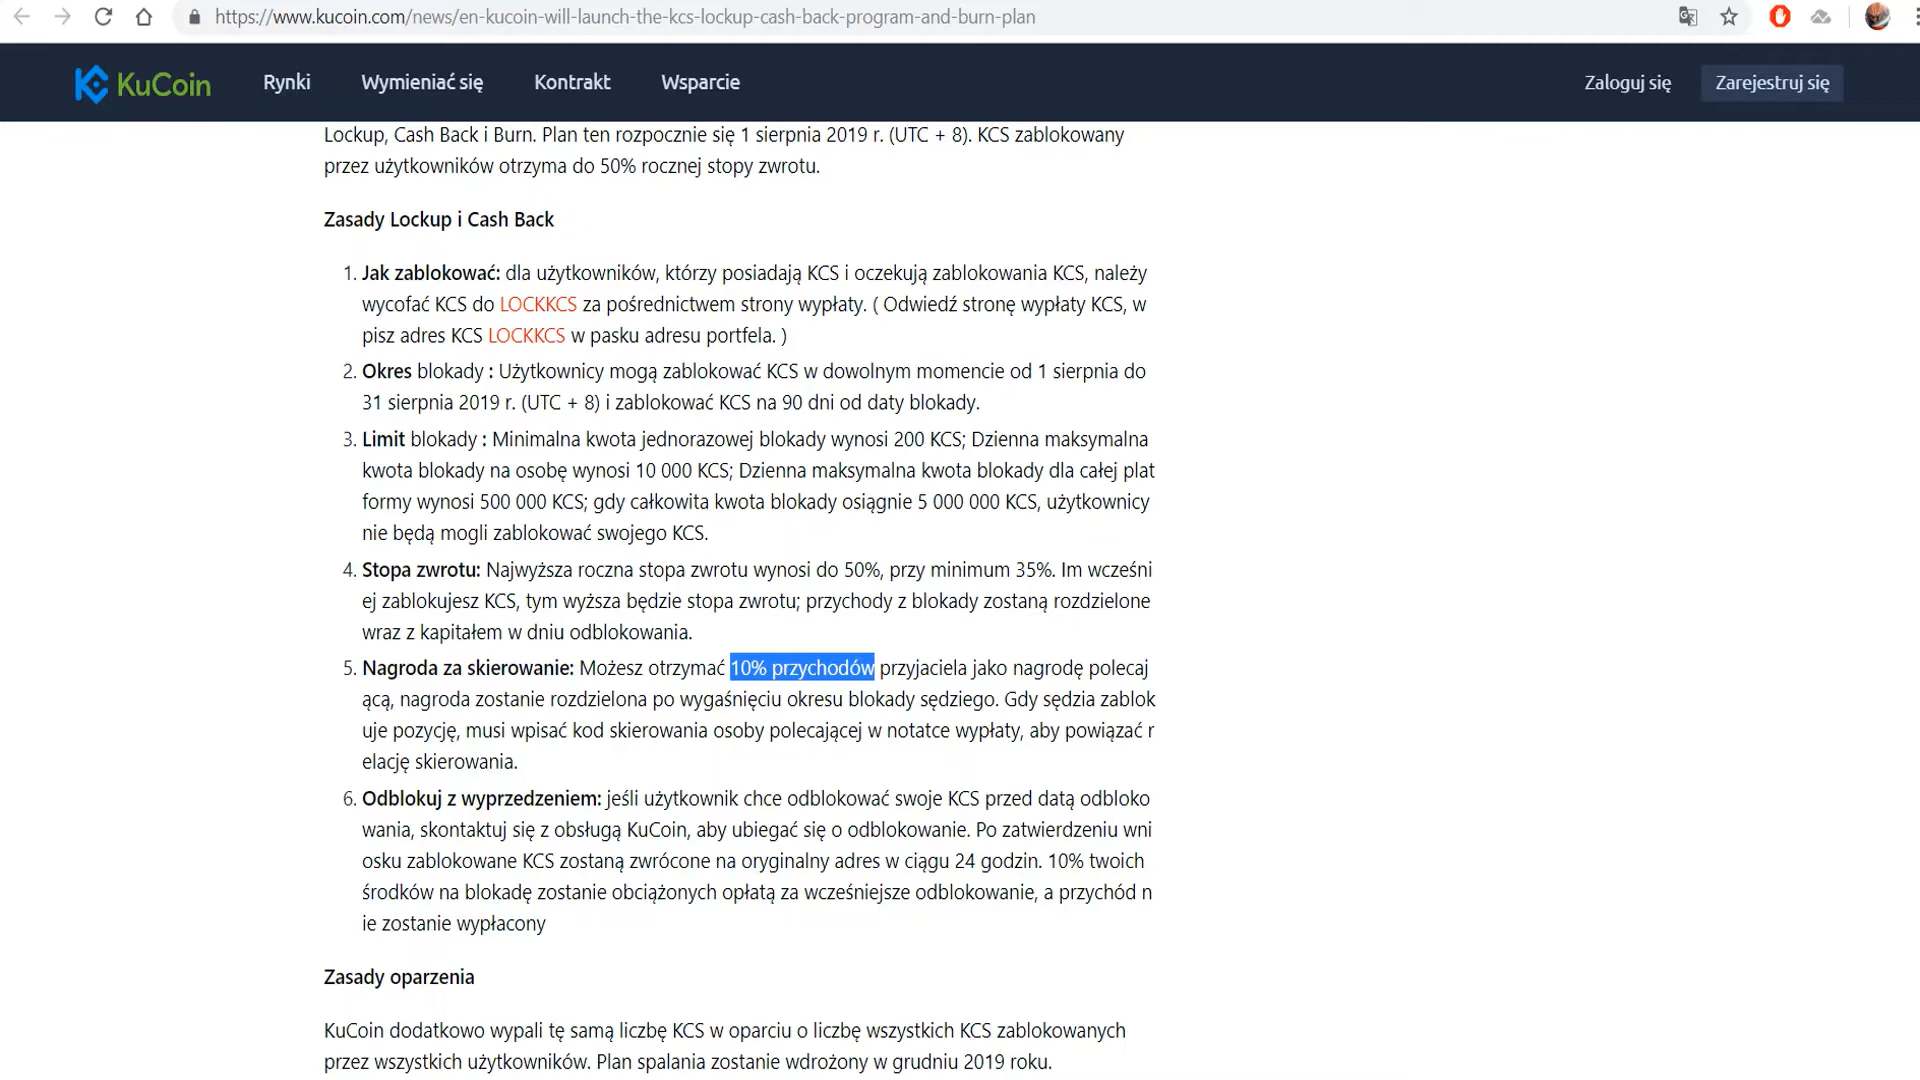 https://www.kucoin.com/news/en-kucoin-will-launch-the-kcs-lockup-cash-back-program-and-burn-plan
KuCoin Rynki Wymieniać się Kontrakt Wsparcie Zaloguj się Zarejestruj się
Lockup, Cash Back i Burn. Plan ten rozpocznie się 1 sierpnia 2019 r. (UTC + 8). KCS zablokowany
przez użytkowników otrzyma do 50% rocznej stopy zwrotu.
Zasady Lockup i Cash Back
1. Jak zablokować: dla użytkowników, którzy posiadają KCS i oczekują zablokowania KCS, należy
wycofać KCS do LOCKKCS za pośrednictwem strony wypłaty. ( Odwiedź stronę wypłaty KCS, w
pisz adres KCS LOCKKCS w pasku adresu portfela. )
2. Okres blokady : Użytkownicy mogą zablokować KCS w dowolnym momencie od 1 sierpnia do
31 sierpnia 2019 r. (UTC + 8) i zablokować KCS na 90 dni od daty blokady.
3. Limit blokady : Minimalna kwota jednorazowej blokady wynosi 200 KCS; Dzienna maksymalna
kwota blokady na osobę wynosi 10 000 KCS; Dzienna maksymalna kwota blokady dla całej plat
formy wynosi 500 000 KCS; gdy całkowita kwota blokady osiągnie 5 000 000 KCS, użytkownicy
nie będą mogli zablokować swojego KCS.
4. Stopa zwrotu: Najwyższa roczna stopa zwrotu wynosi do 50%, przy minimum 35%. Im wcześni
ej zablokujesz KCS, tym wyższa będzie stopa zwrotu; przychody z blokady zostaną rozdzielone
wraz z kapitałem w dniu odblokowania.
5. Nagroda za skierowanie: Możesz otrzymać 10% przychodów przyjaciela jako nagrodę polecaj
ącą, nagroda zostanie rozdzielona po wygaśnięciu okresu blokady sędziego. Gdy sędzia zablok
uje pozycję, musi wpisać kod skierowania osoby polecającej w notatce wypłaty, aby powiązać r
elację skierowania.
6. Odblokuj z wyprzedzeniem: jeśli użytkownik chce odblokować swoje KCS przed datą odbloko
wania, skontaktuj się z obsługą KuCoin, aby ubiegać się o odblokowanie. Po zatwierdzeniu wni
osku zablokowane KCS zostaną zwrócone na oryginalny adres w ciągu 24 godzin. 10% twoich
środków na blokadę zostanie obciążonych opłatą za wcześniejsze odblokowanie, a przychód n
ie zostanie wypłacony
Zasady oparzenia
KuCoin dodatkowo wypali tę samą liczbę KCS w oparciu o liczbę wszystkich KCS zablokowanych
przez wszystkich użytkowników. Plan spalania zostanie wdrożony w grudniu 2019 roku.